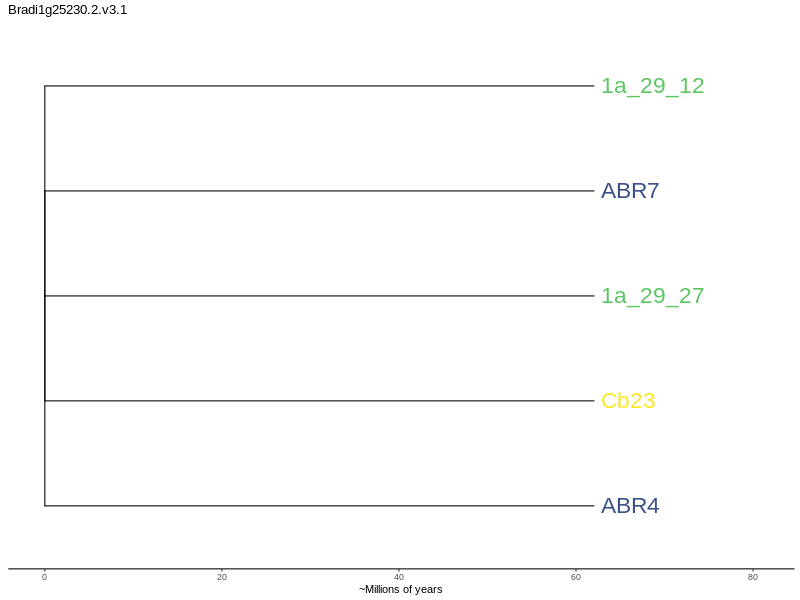 Bradi1g25230.2.v3.1
1a_29_12
ABR7
1a_29_27
Cb23
ABR4
0 20 40 60 80
~Millions of years